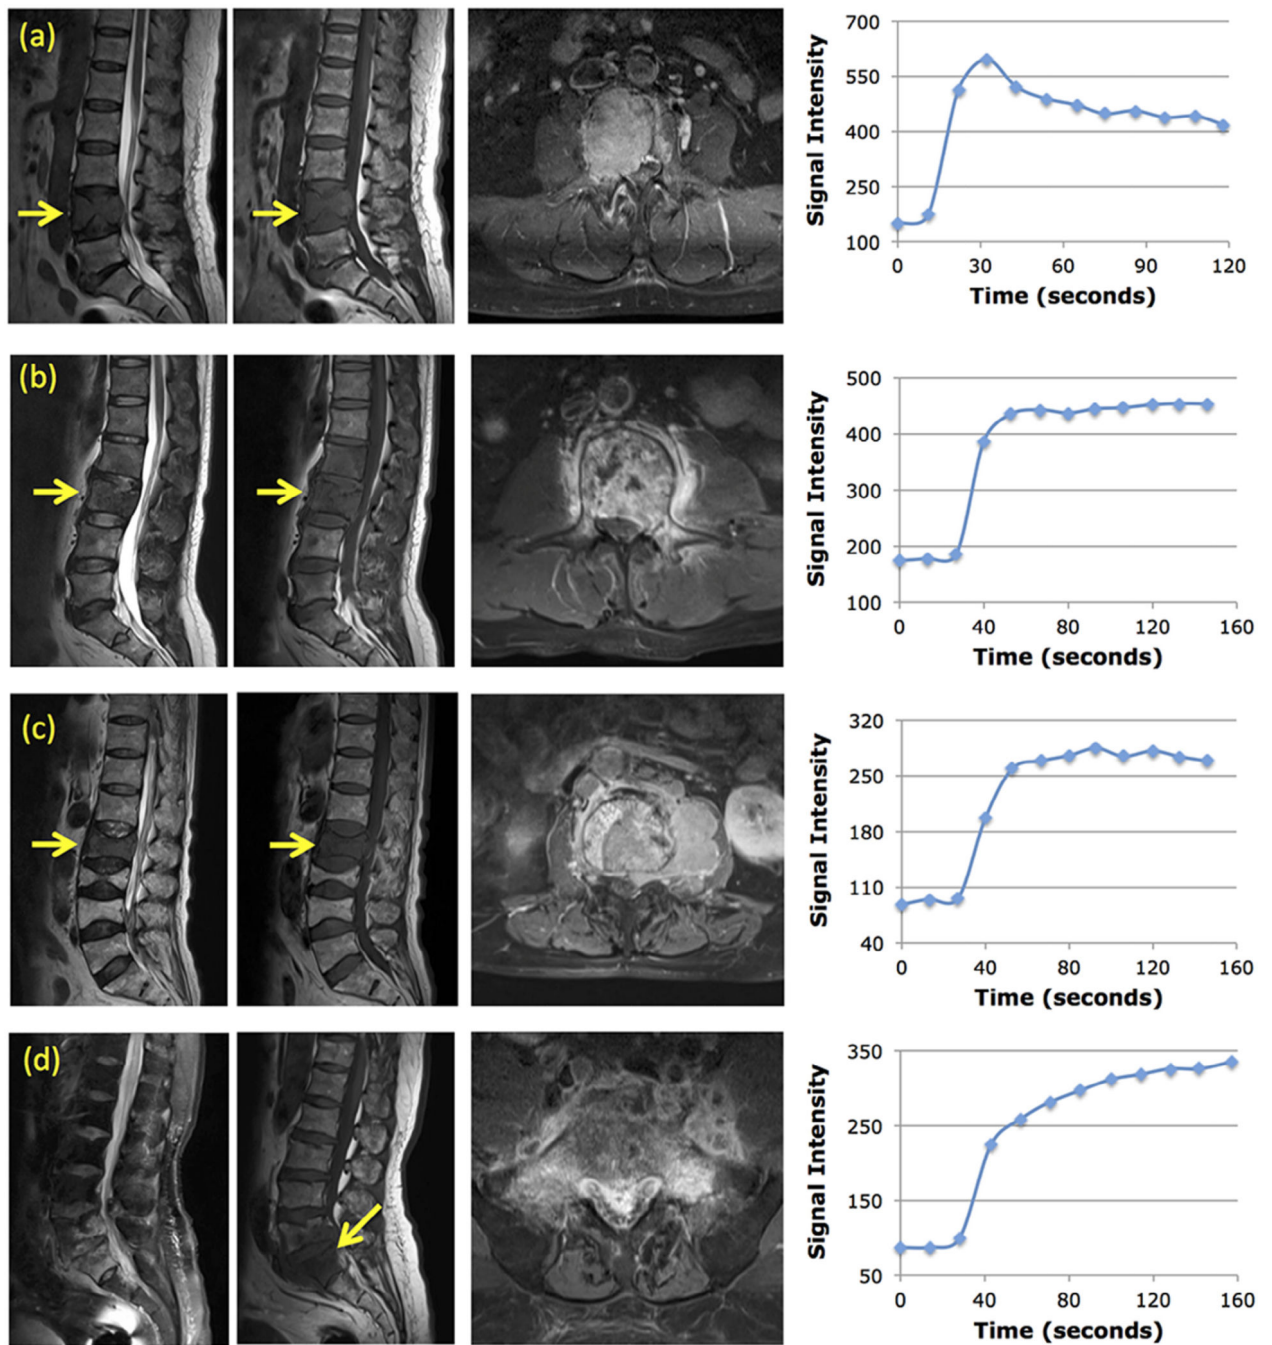 (a)
700
550
400
250
100
0 30 60 90 120
Signal Intensity
Time (seconds)
(b)
500
400
300
200
100
0 40 80 120 160
Signal Intensity
Time (seconds)
(c)
320
250
180
110
40
0 40 80 120 160
Signal Intensity
Time (seconds)
(d)
350
250
150
50
0 40 80 120 160
Signal Intensity
Time (seconds)